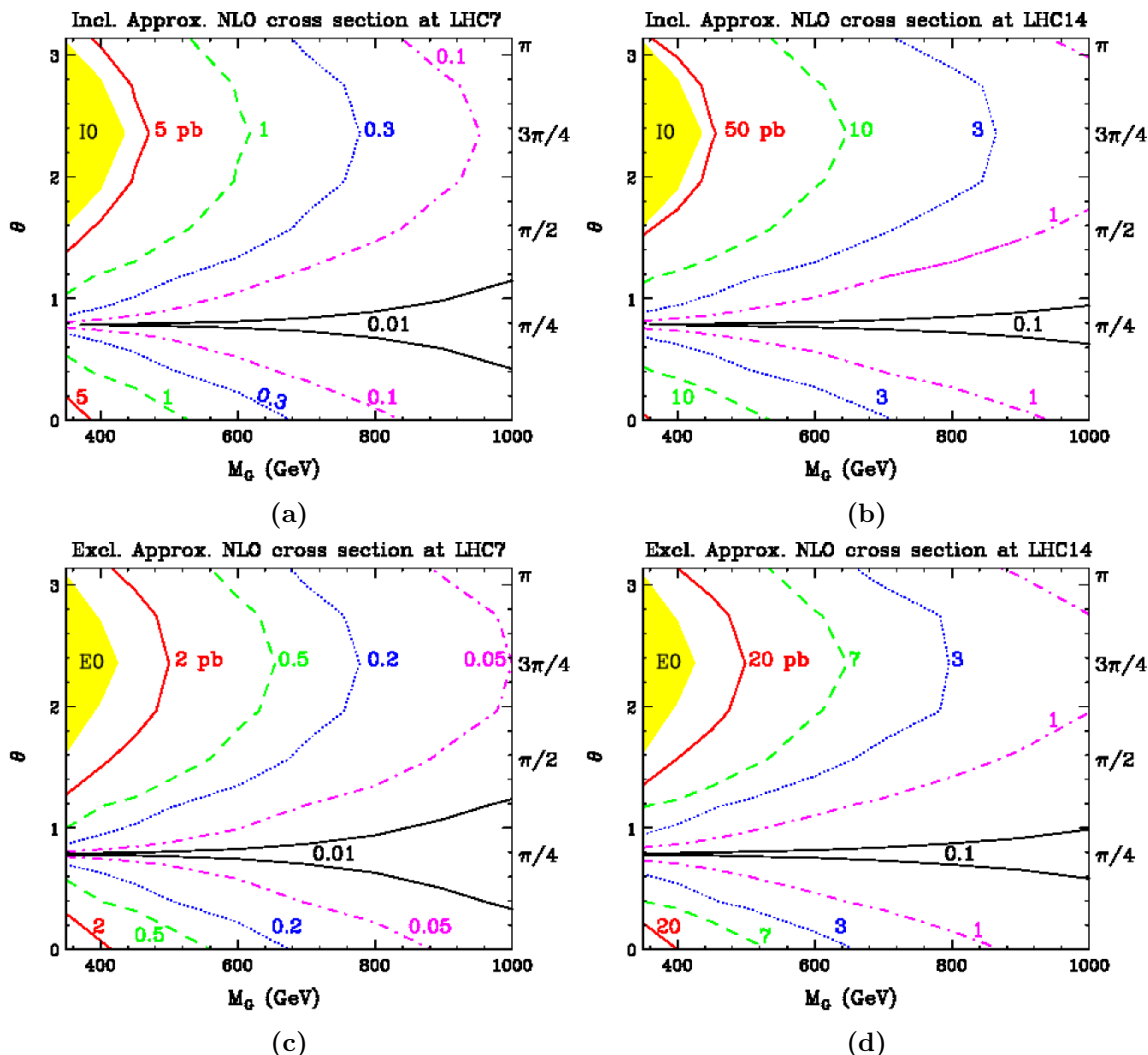 Incl. Approx. NLO cross section at LHC7
3
2
1
0
θ
I0
5 pb
1
0.3
0.1
0.01
5
1
0.3
0.1
π
3π/4
π/2
π/4
400 600 800 1000
M_G (GeV)
(a)
Incl. Approx. NLO cross section at LHC14
3
2
1
0
θ
I0
50 pb
10
3
1
0.1
10
3
1
π
3π/4
π/2
π/4
400 600 800 1000
M_G (GeV)
(b)
Excl. Approx. NLO cross section at LHC7
3
2
1
0
θ
E0
2 pb
0.5
0.2
0.05
0.01
2
0.5
0.2
0.05
π
3π/4
π/2
π/4
400 600 800 1000
M_G (GeV)
(c)
Excl. Approx. NLO cross section at LHC14
3
2
1
0
θ
E0
20 pb
7
3
1
0.1
20
7
3
1
π
3π/4
π/2
π/4
400 600 800 1000
M_G (GeV)
(d)